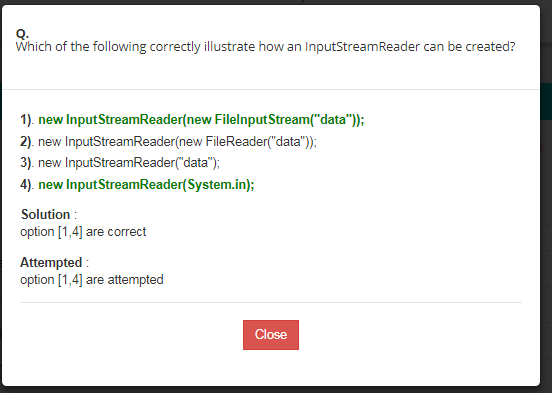 Q.
Which of the following correctly illustrate how an InputStreamReader can be created?
1). new InputStreamReader(new FileInputStream("data"));
2). new InputStreamReader(new FileReader("data"));
3). new InputStreamReader("data");
4). new InputStreamReader(System.in);
Solution :
option [1,4] are correct
Attempted :
option [1,4] are attempted
Close